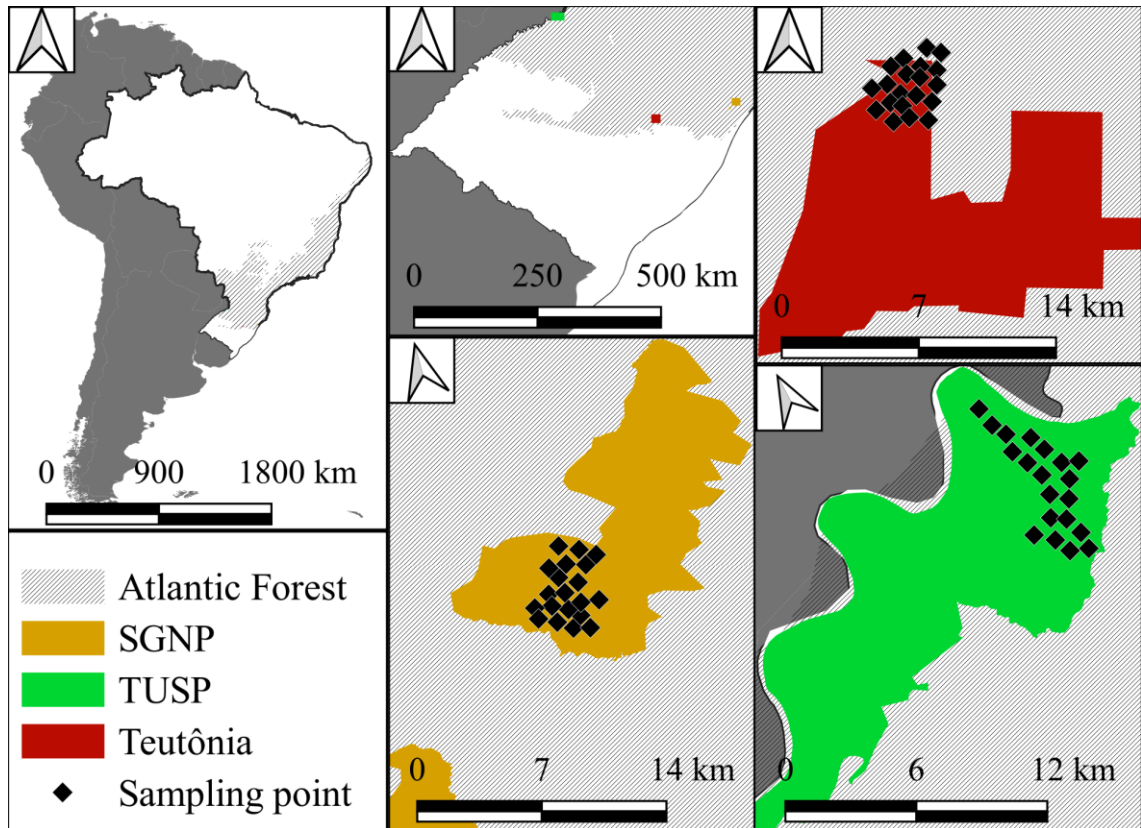 0 900 1800 km
0 250 500 km
0 7 14 km
0 7 14 km
0 6 12 km
Atlantic Forest
SGNP
TUSP
Teutônia
Sampling point